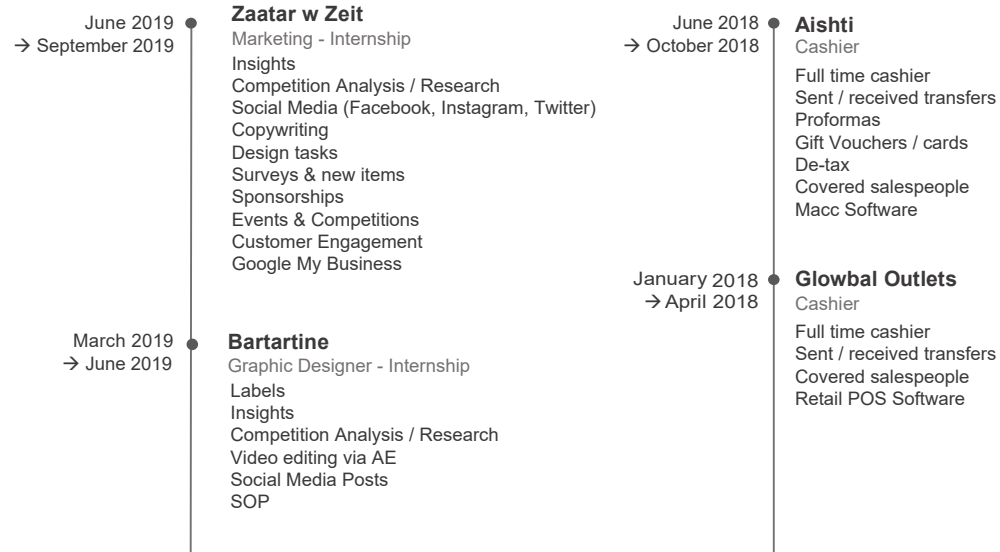 June 2019
→ September 2019
Zaatar w Zeit
Marketing - Internship
Insights
Competition Analysis / Research
Social Media (Facebook, Instagram, Twitter)
Copywriting
Design tasks
Surveys & new items
Sponsorships
Events & Competitions
Customer Engagement
Google My Business
March 2019
→ June 2019
Bartartine
Graphic Designer - Internship
Labels
Insights
Competition Analysis / Research
Video editing via AE
Social Media Posts
SOP
June 2018
→ October 2018
Aishti
Cashier
Full time cashier
Sent / received transfers
Proformas
Gift Vouchers / cards
De-tax
Covered salespeople
Macc Software
January 2018
→ April 2018
Glowbal Outlets
Cashier
Full time cashier
Sent / received transfers
Covered salespeople
Retail POS Software